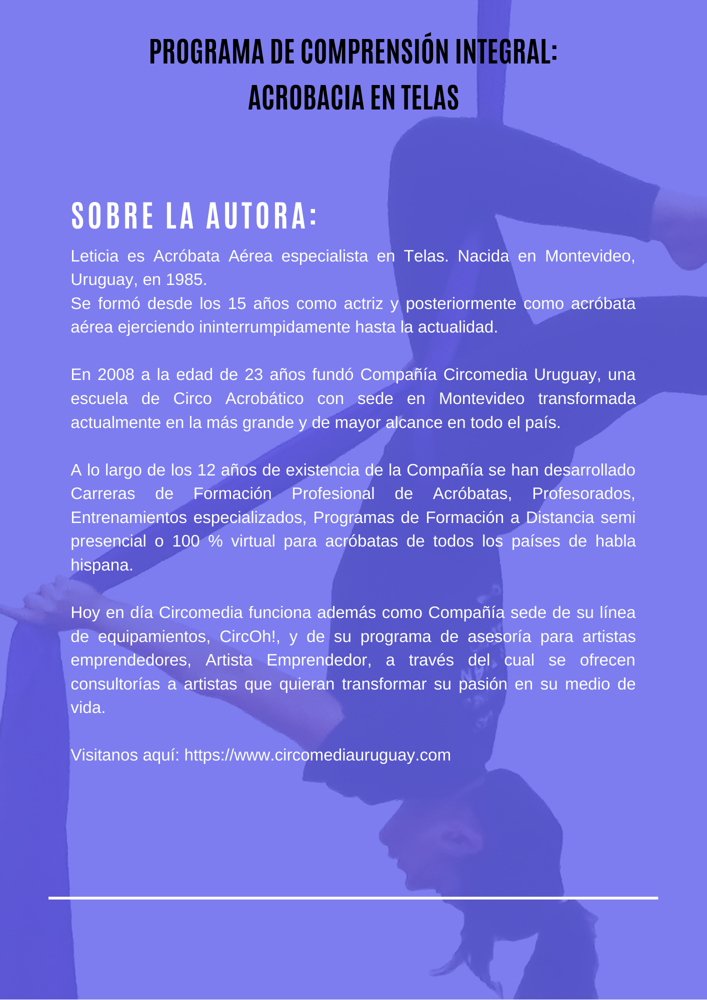 PROGRAMA DE COMPRENSIÓN INTEGRAL:
ACROBACIA EN TELAS
SOBRE LA AUTORA:
Leticia es Acróbata Aérea especialista en Telas. Nacida en Montevideo,
Uruguay, en 1985.
Se formó desde los 15 años como actriz y posteriormente como acróbata
aérea ejerciendo ininterrumpidamente hasta la actualidad.
En 2008 a la edad de 23 años fundó Compañía Circomedia Uruguay, una
escuela de Circo Acrobático con sede en Montevideo transformada
actualmente en la más grande y de mayor alcance en todo el país.
A lo largo de los 12 años de existencia de la Compañía se han desarrollado
Carreras de Formación Profesional de Acróbatas, Profesorados,
Entrenamientos especializados, Programas de Formación a Distancia semi
presencial o 100 % virtual para acróbatas de todos los países de habla
hispana.
Hoy en día Circomedia funciona además como Compañía sede de su línea
de equipamientos, CircOh!, y de su programa de asesoría para artistas
emprendedores, Artista Emprendedor, a través del cual se ofrecen
consultorías a artistas que quieran transformar su pasión en su medio de
vida.
Visitanos aquí: https://www.circomediauruguay.com